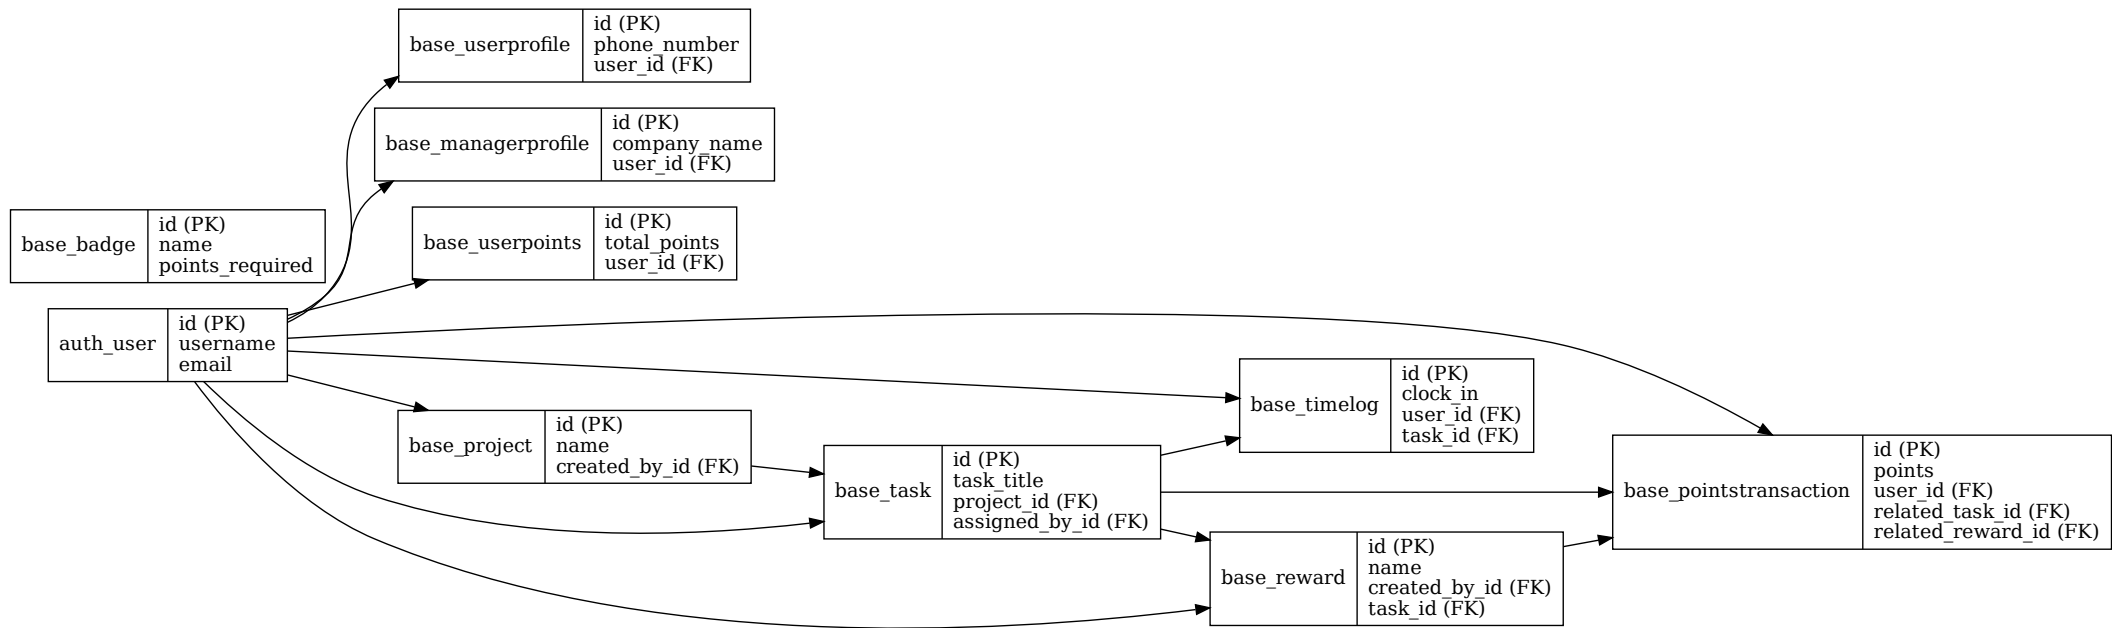 base_userprofile
id (PK)
phone_number
user_id (FK)
base_managerprofile
id (PK)
company_name
user_id (FK)
base_badge
id (PK)
name
points_required
base_userpoints
id (PK)
total_points
user_id (FK)
auth_user
id (PK)
username
email
base_project
id (PK)
name
created_by_id (FK)
base_timelog
id (PK)
clock_in
user_id (FK)
task_id (FK)
base_task
id (PK)
task_title
project_id (FK)
assigned_by_id (FK)
base_pointstransaction
id (PK)
points
user_id (FK)
related_task_id (FK)
related_reward_id (FK)
base_reward
id (PK)
name
created_by_id (FK)
task_id (FK)